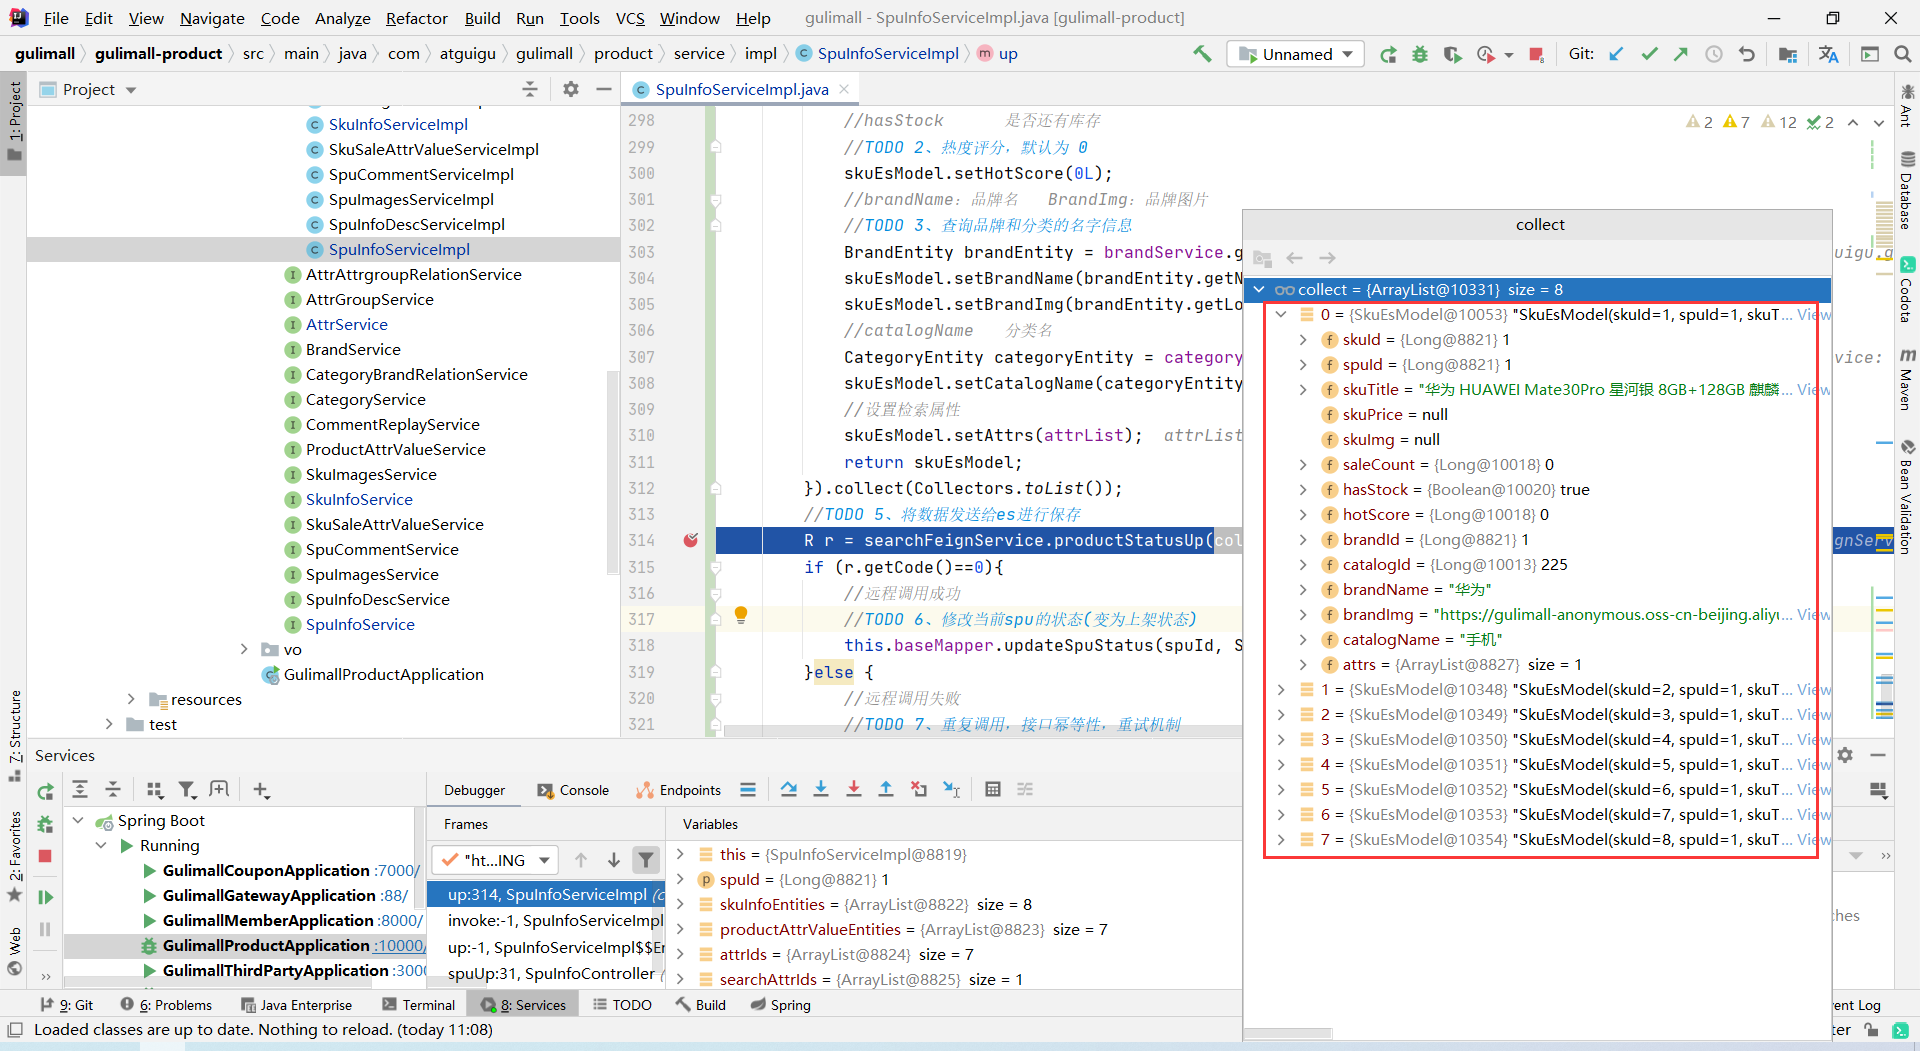 File Edit View Navigate Code Analyze Refactor Build Run Tools VCS Window Help gulimall - SpuInfoServiceImpl.java [gulimall-product]
gulimall gulimall-product src main java com atguigu gulimall product service impl SpuInfoServiceImpl up Unnamed Git:
Project
SpuInfoServiceImpl.java
1: Project
SkuInfoServiceImpl
SkuSaleAttrValueServiceImpl
SpuCommentServiceImpl
SpuImagesServiceImpl
SpuInfoDescServiceImpl
SpuInfoServiceImpl
AttrAttrgroupRelationService
AttrGroupService
AttrService
BrandService
CategoryBrandRelationService
CategoryService
CommentReplayService
ProductAttrValueService
SkuImagesService
SkuInfoService
SkuSaleAttrValueService
SpuCommentService
SpuImagesService
SpuInfoDescService
SpuInfoService
vo
GulimallProductApplication
resources
test
298 //hasStock 是否还有库存
299 //TODO 2、热度评分，默认为 0
300 skuEsModel.setHotScore(0L);
301 //brandName：品牌名 BrandImg：品牌图片
302 //TODO 3、查询品牌和分类的名字信息
303 BrandEntity brandEntity = brandService.g
304 skuEsModel.setBrandName(brandEntity.getN
305 skuEsModel.setBrandImg(brandEntity.getLo
306 //catalogName 分类名
307 CategoryEntity categoryEntity = category
308 skuEsModel.setCatalogName(categoryEntity
309 //设置检索属性
310 skuEsModel.setAttrs(attrList); attrList
311 return skuEsModel;
312 }).collect(Collectors.toList());
313 //TODO 5、将数据发送给es进行保存
314 R r = searchFeignService.productStatusUp(col
315 if (r.getCode()==0){
316 //远程调用成功
317 //TODO 6、修改当前spu的状态(变为上架状态)
318 this.baseMapper.updateSpuStatus(spuId, S
319 }else {
320 //远程调用失败
321 //TODO 7、重复调用，接口幂等性，重试机制
2 7 12 2
uigu.g
vice:
gnServ
collect
collect = {ArrayList@10331} size = 8
0 = {SkuEsModel@10053} "SkuEsModel(skuId=1, spuId=1, skuT... View
skuId = {Long@8821} 1
spuId = {Long@8821} 1
skuTitle = "华为 HUAWEI Mate30Pro 星河银 8GB+128GB 麒麟... View
skuPrice = null
skuImg = null
saleCount = {Long@10018} 0
hasStock = {Boolean@10020} true
hotScore = {Long@10018} 0
brandId = {Long@8821} 1
catalogId = {Long@10013} 225
brandName = "华为"
brandImg = "https://gulimall-anonymous.oss-cn-beijing.aliyu... View
catalogName = "手机"
attrs = {ArrayList@8827} size = 1
1 = {SkuEsModel@10348} "SkuEsModel(skuId=2, spuId=1, skuT... View
2 = {SkuEsModel@10349} "SkuEsModel(skuId=3, spuId=1, skuT... View
3 = {SkuEsModel@10350} "SkuEsModel(skuId=4, spuId=1, skuT... View
4 = {SkuEsModel@10351} "SkuEsModel(skuId=5, spuId=1, skuT... View
5 = {SkuEsModel@10352} "SkuEsModel(skuId=6, spuId=1, skuT... View
6 = {SkuEsModel@10353} "SkuEsModel(skuId=7, spuId=1, skuT... View
7 = {SkuEsModel@10354} "SkuEsModel(skuId=8, spuId=1, skuT... View
Ant
Database
Codota
Maven
Bean Validation
7: Structure
2: Favorites
Web
Services
Debugger Console Endpoints
Spring Boot
Running
GulimallCouponApplication :7000/
GulimallGatewayApplication :88/
GulimallMemberApplication :8000/
GulimallProductApplication :10000/
GulimallThirdPartyApplication :3000
Frames
"ht...ING
up:314, SpuInfoServiceImpl (c
invoke:-1, SpuInfoServiceImpl
up:-1, SpuInfoServiceImpl$$En
spuUp:31, SpuInfoController (
Variables
this = {SpuInfoServiceImpl@8819}
spuId = {Long@8821} 1
skuInfoEntities = {ArrayList@8822} size = 8
productAttrValueEntities = {ArrayList@8823} size = 7
attrIds = {ArrayList@8824} size = 7
searchAttrIds = {ArrayList@8825} size = 1
ches
9: Git 6: Problems Java Enterprise Terminal 8: Services TODO Build Spring ent Log
Loaded classes are up to date. Nothing to reload. (today 11:08) ter